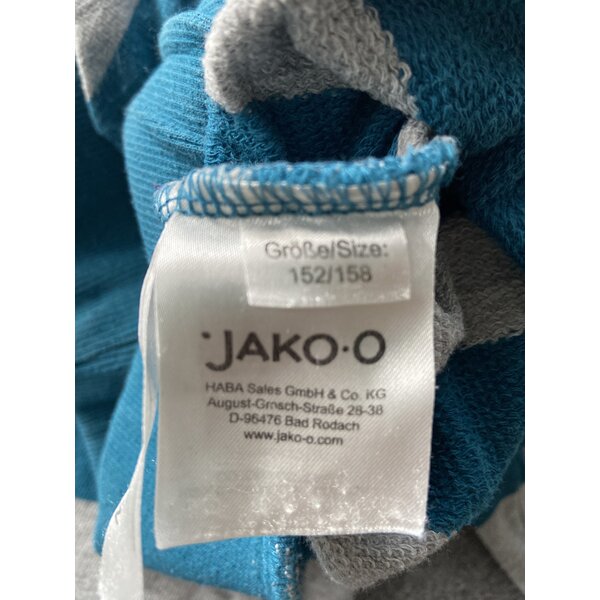 Größe/Size:
152/158
JAKO-O
HABA Sales GmbH & Co. KG
August-Grosch-Straße 28-38
D-96476 Bad Rodach
www.jako-o.com